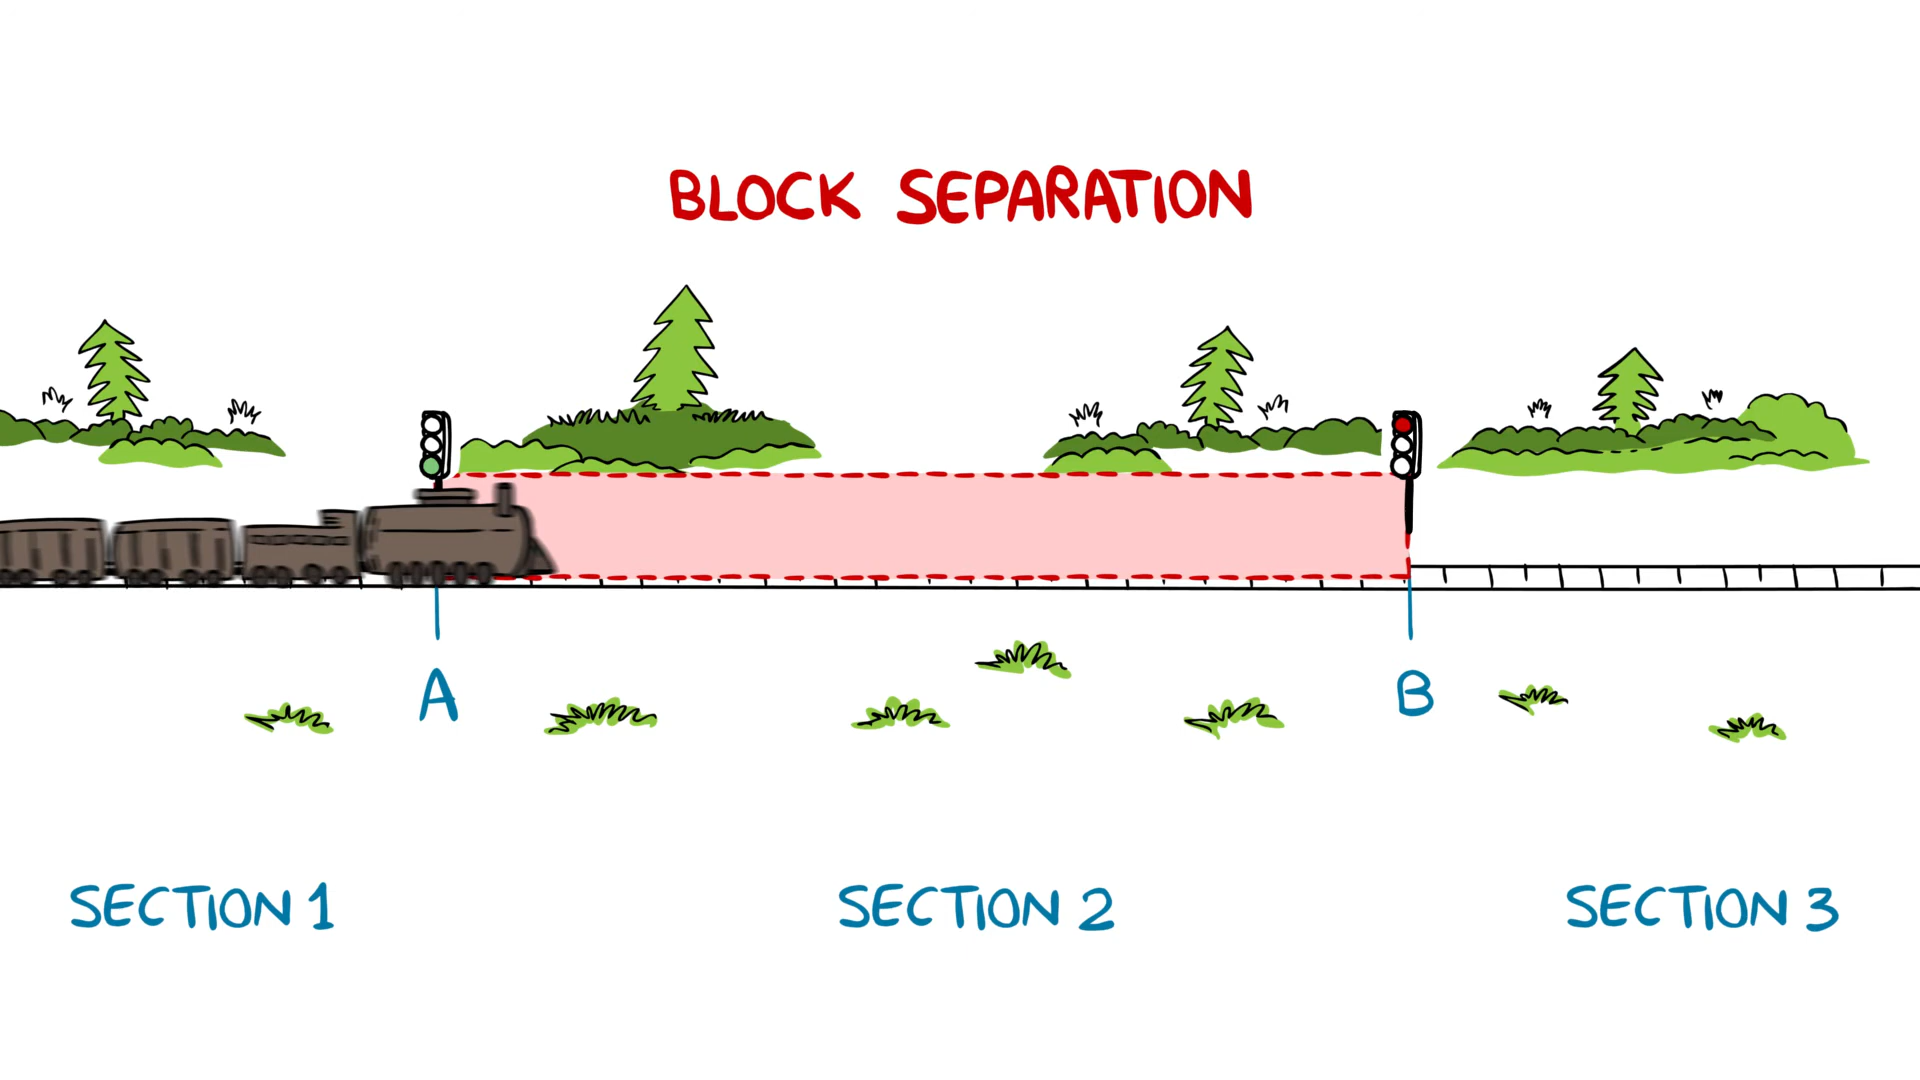 BLOCK SEPARATION
A
B
SECTION 1
SECTION 2
SECTION 3